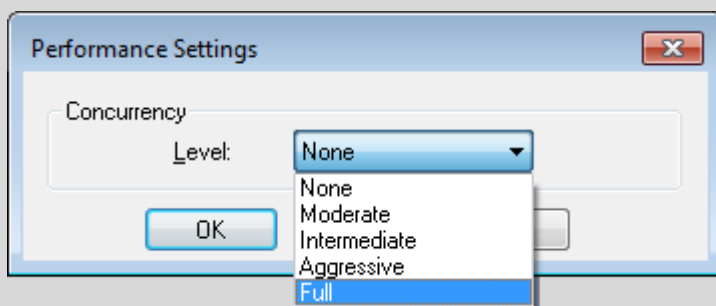 Performance Settings
Concurrency
Level: None
None
Moderate
OK
Intermediate
Aggressive
Full